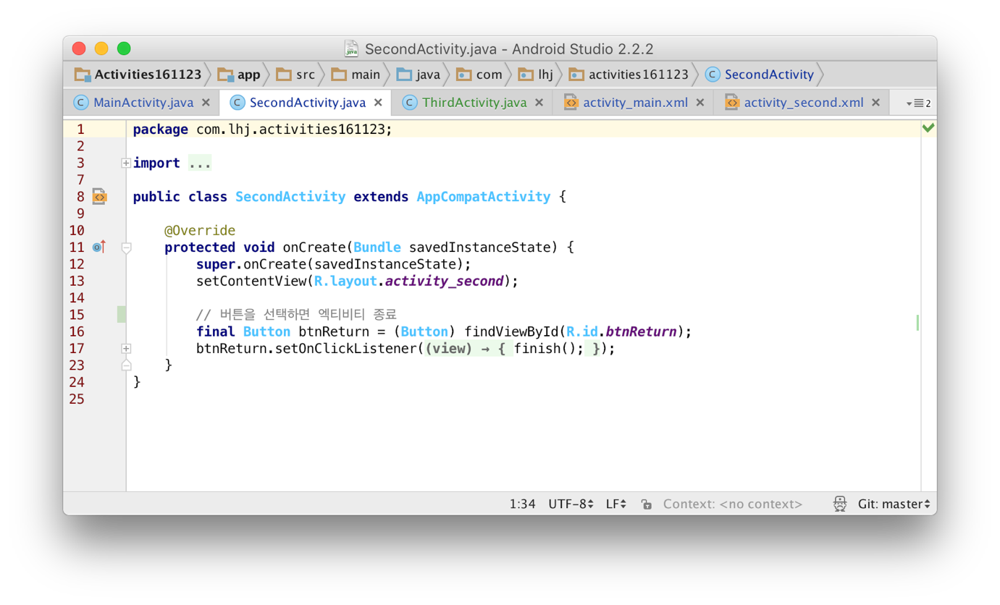 SecondActivity.java - Android Studio 2.2.2
Activities161123 app src main java com lhj activities161123 C SecondActivity
C MainActivity.java C SecondActivity.java C ThirdActivity.java activity_main.xml activity_second.xml 2
1 package com.lhj.activities161123;
2
3 import ...
7
8 public class SecondActivity extends AppCompatActivity {
9
10 @Override
11 protected void onCreate(Bundle savedInstanceState) {
12 super.onCreate(savedInstanceState);
13 setContentView(R.layout.activity_second);
14
15 // 버튼을 선택하면 엑티비티 종료
16 final Button btnReturn = (Button) findViewById(R.id.btnReturn);
17 btnReturn.setOnClickListener((view) → { finish(); });
23 }
24 }
25
1:34 UTF-8 LF Context: <no context> Git: master